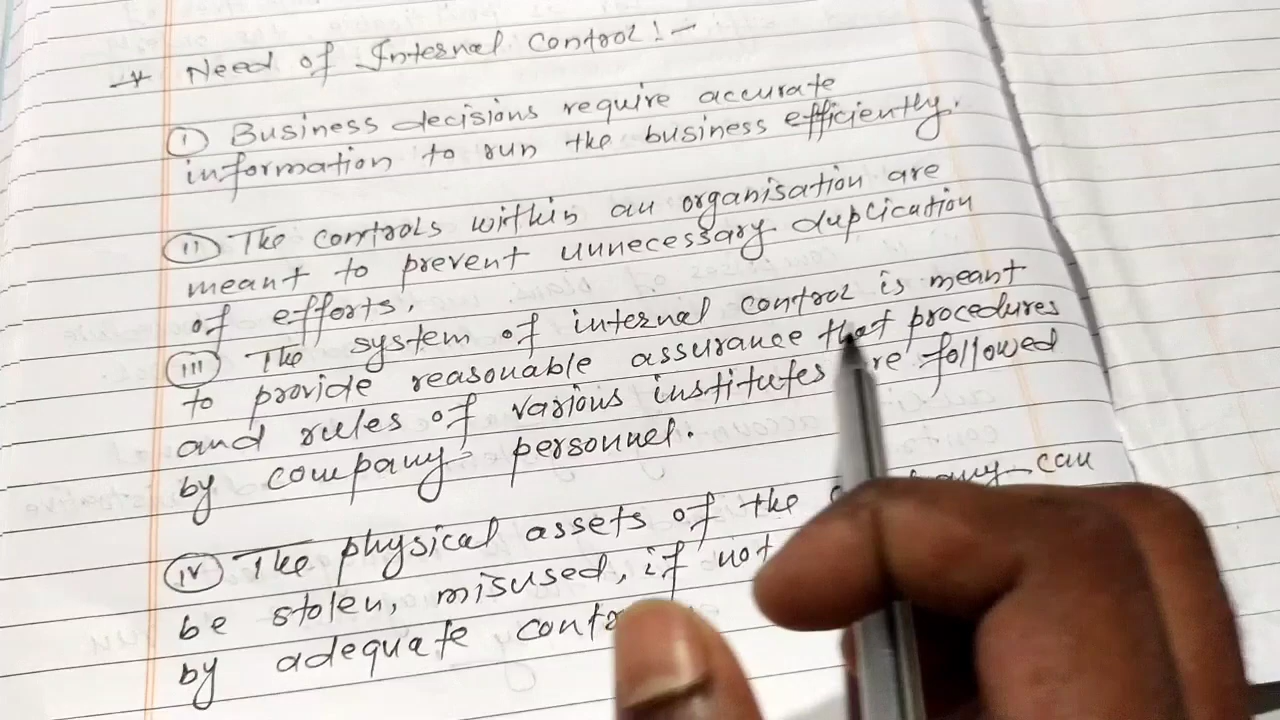 * Need of Internal Control! -
(i) Business decisions require accurate
information to run the business efficiently.
(ii) The controls within an organisation are
meant to prevent unnecessary duplication
of efforts.
(iii) The system of internal control is meant
to provide reasonable assurance that procedures
and rules of various institutes are followed
by company personnel.
(iv) The physical assets of the can
be stolen, misused, if not
by adequate